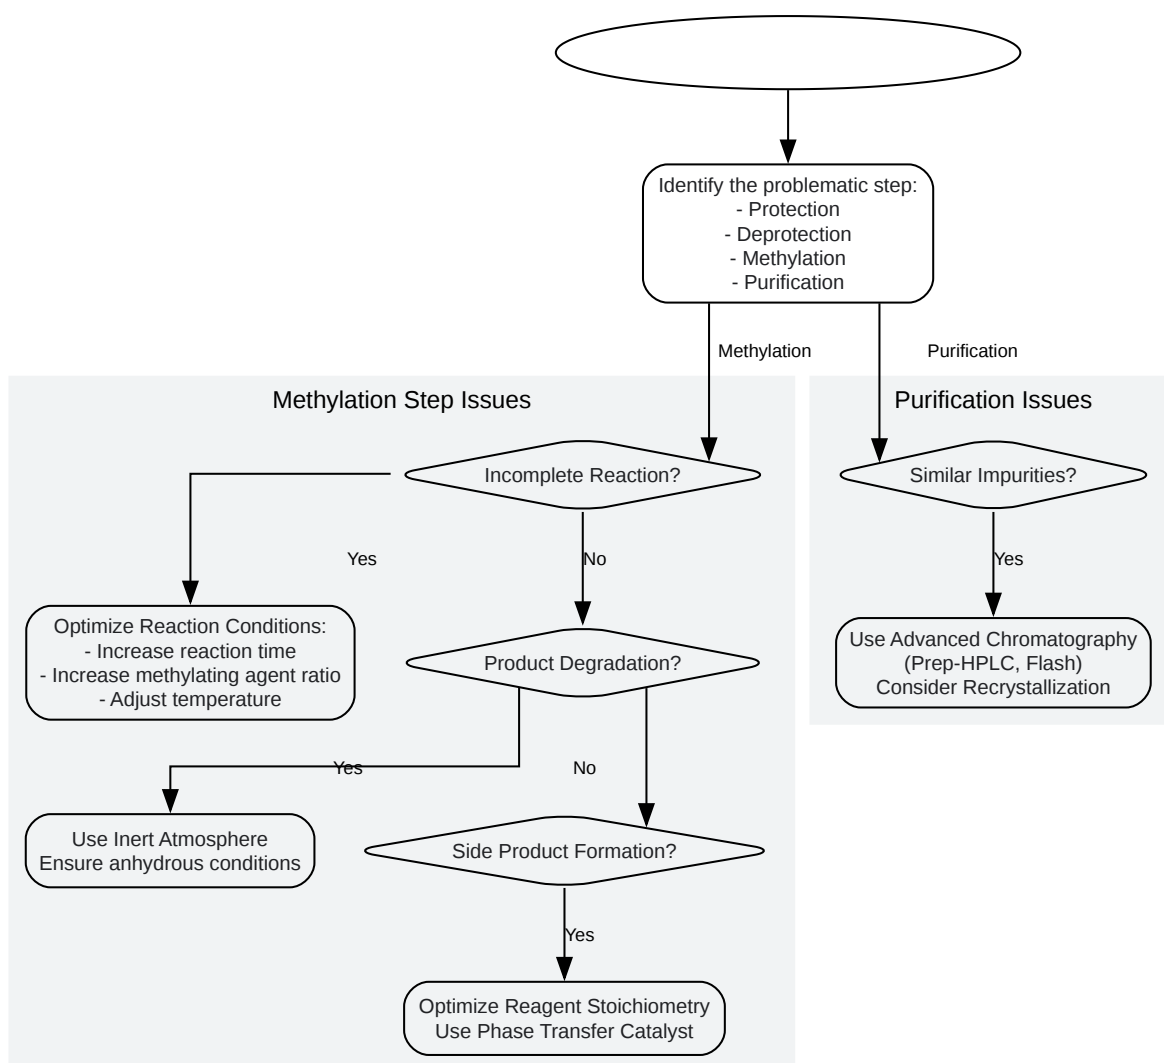 Identify the problematic step:
- Protection
- Deprotection
- Methylation
- Purification
Methylation
Purification
Methylation Step Issues
Purification Issues
Incomplete Reaction?
Similar Impurities?
Yes
No
Yes
Optimize Reaction Conditions:
- Increase reaction time
- Increase methylating agent ratio
- Adjust temperature
Product Degradation?
Use Advanced Chromatography
(Prep-HPLC, Flash)
Consider Recrystallization
Yes
No
Use Inert Atmosphere
Ensure anhydrous conditions
Side Product Formation?
Yes
Optimize Reagent Stoichiometry
Use Phase Transfer Catalyst